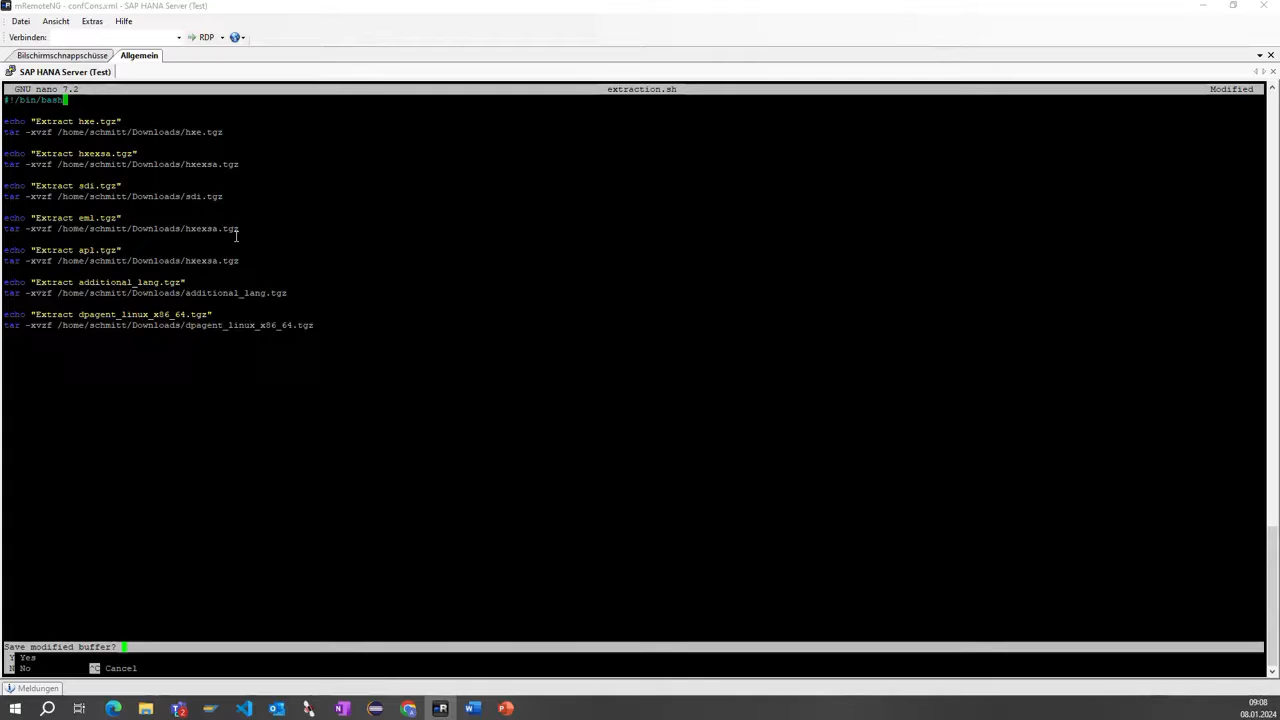 mRemoteNG - confCons.xml - SAP HANA Server (Test)
Datei Ansicht Extras Hilfe
Verbinden: RDP
Bilschirmschnappschüsse Allgemein
SAP HANA Server (Test)
GNU nano 7.2 extraction.sh Modified
#!/bin/bash
echo "Extract hxe.tgz"
tar -xvzf /home/schmitt/Downloads/hxe.tgz
echo "Extract hxexsa.tgz"
tar -xvzf /home/schmitt/Downloads/hxexsa.tgz
echo "Extract sdi.tgz"
tar -xvzf /home/schmitt/Downloads/sdi.tgz
echo "Extract eml.tgz"
tar -xvzf /home/schmitt/Downloads/hxexsa.tgz
echo "Extract apl.tgz"
tar -xvzf /home/schmitt/Downloads/hxexsa.tgz
echo "Extract additional_lang.tgz"
tar -xvzf /home/schmitt/Downloads/additional_lang.tgz
echo "Extract dpagent_linux_x86_64.tgz"
tar -xvzf /home/schmitt/Downloads/dpagent_linux_x86_64.tgz
Save modified buffer?
Y Yes
N No ^C Cancel
Meldungen
09:08
08.01.2024